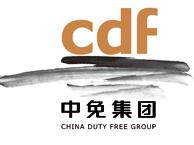 cdf
中免集团
CHINA DUTY FREE GROUP